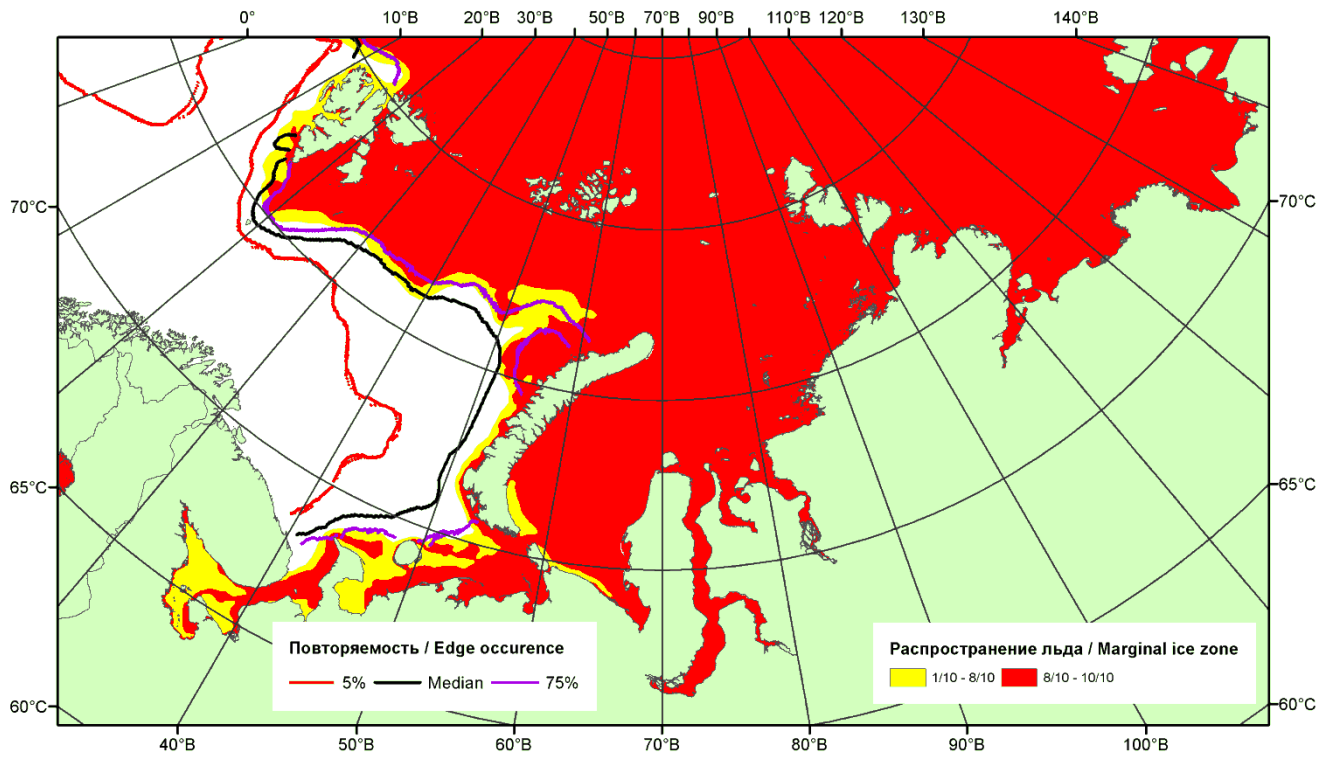 0° 10°В 20°В 30°В 50°В 70°В 90°В 110°В 120°В 130°В 140°В
70°С 70°С
65°С 65°С
Повторяемость / Edge occurence
5% Median 75%
Распространение льда / Marginal ice zone
1/10 - 8/10 8/10 - 10/10
60°С 60°С
40°В 50°В 60°В 70°В 80°В 90°В 100°В